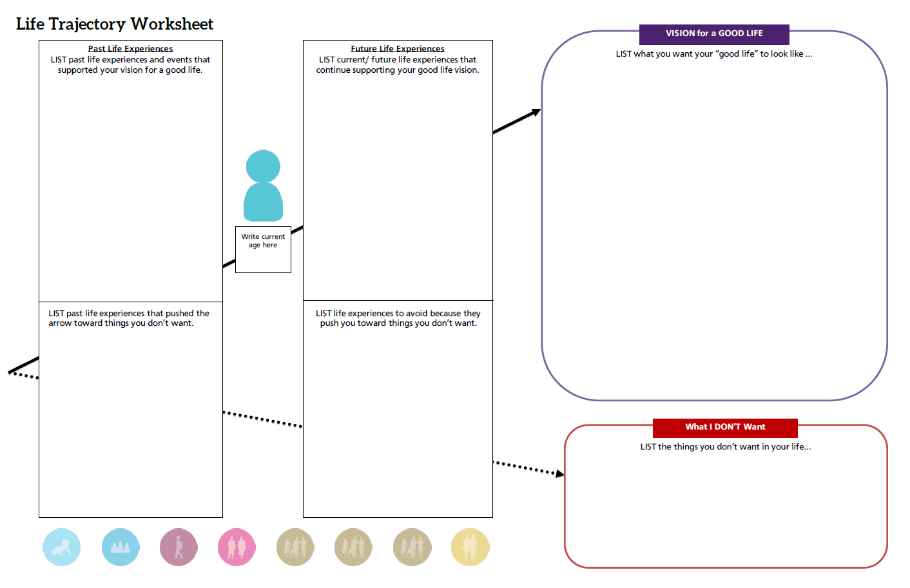 Life Trajectory Worksheet
Past Life Experiences
LIST past life experiences and events that
supported your vision for a good life.
Future Life Experiences
LIST current/ future life experiences that
continue supporting your good life vision.
VISION for a GOOD LIFE
LIST what you want your “good life” to look like ...
Write current
age here
LIST past life experiences that pushed the
arrow toward things you don’t want.
LIST life experiences to avoid because they
push you toward things you don’t want.
What I DON’T Want
LIST the things you don’t want in your life...